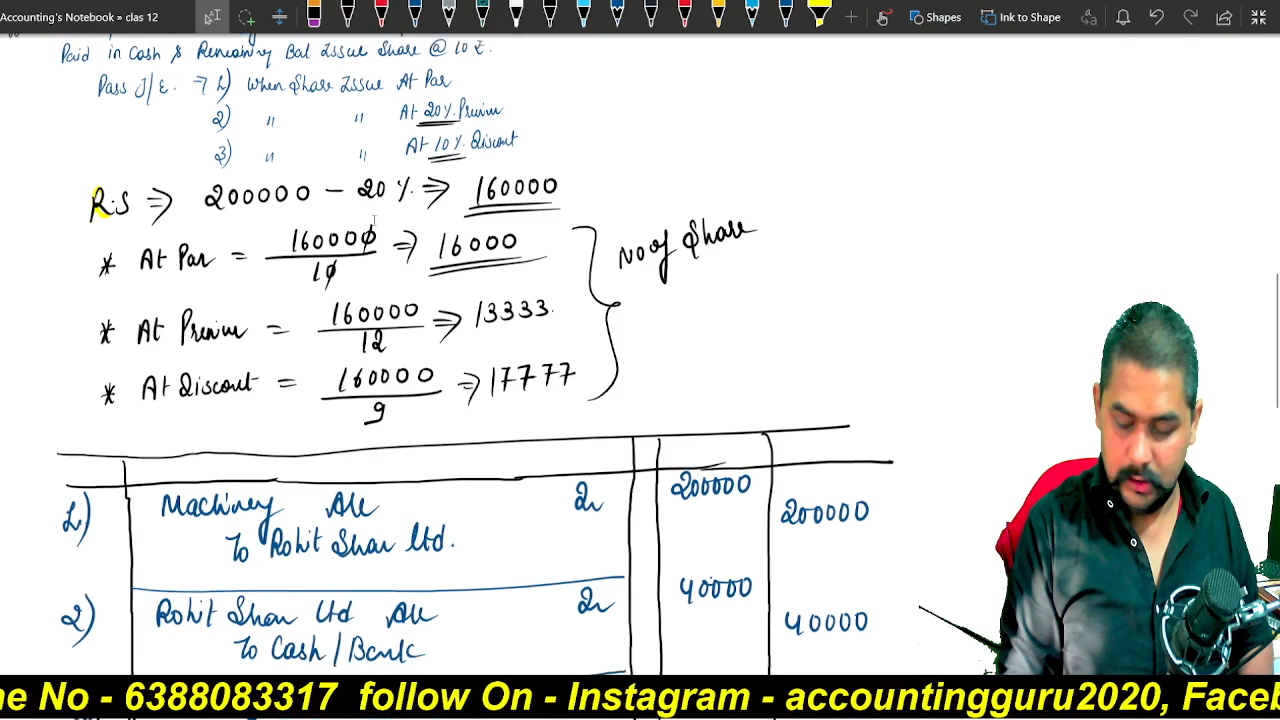 Accounting's Notebook » clas 12
Shapes
Ink to Shape
Paid in Cash & Remaining Bal Issue Share @ 10 ₹.
Pass J/E. → 1) When Share Issue At Par
2) " " At 20% Premium
3) " " At 10% Discount
R.S ⇒ 200000 - 20% ⇒ 160000
* At Par = 160000/10 ⇒ 16000
No of Share
* At Premium = 160000/12 ⇒ 13333.
* At Discount = 160000/9 ⇒ 17777
1) Machinery A/c Dr 200000
To Rohit Shar Ltd. 200000
2) Rohit Shar Ltd A/c Dr 40000
To Cash/Bank 40000
ne No - 6388083317 follow On - Instagram - accountingguru2020, Faceb